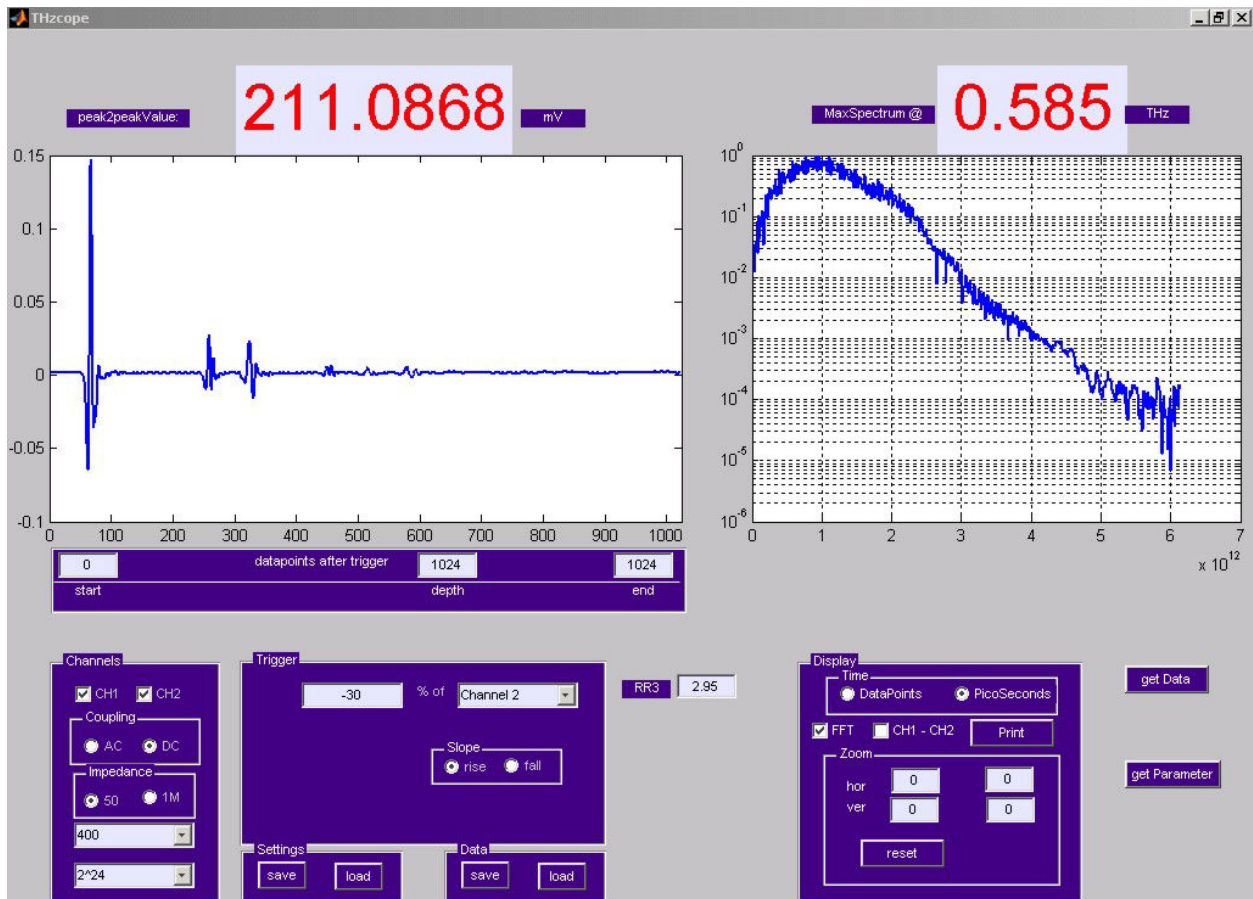 THzcope
peak2peakValue: 211.0868 mV
MaxSpectrum @ 0.585 THz
0.15
0.1
0.05
0
-0.05
-0.1
0 100 200 300 400 500 600 700 800 900 1000
10^0
10^-1
10^-2
10^-3
10^-4
10^-5
10^-6
0 1 2 3 4 5 6 7
x 10^12
0 datapoints after trigger 1024 1024
start depth end
Channels
CH1 CH2
Coupling
AC DC
Impedance
50 1M
400
2^24
Trigger
-30 % of Channel 2
Slope
rise fall
Settings
save load
Data
save load
RR3 2.95
Display
Time
DataPoints PicoSeconds
FFT CH1 - CH2 Print
Zoom
hor 0 0
ver 0 0
reset
get Data
get Parameter